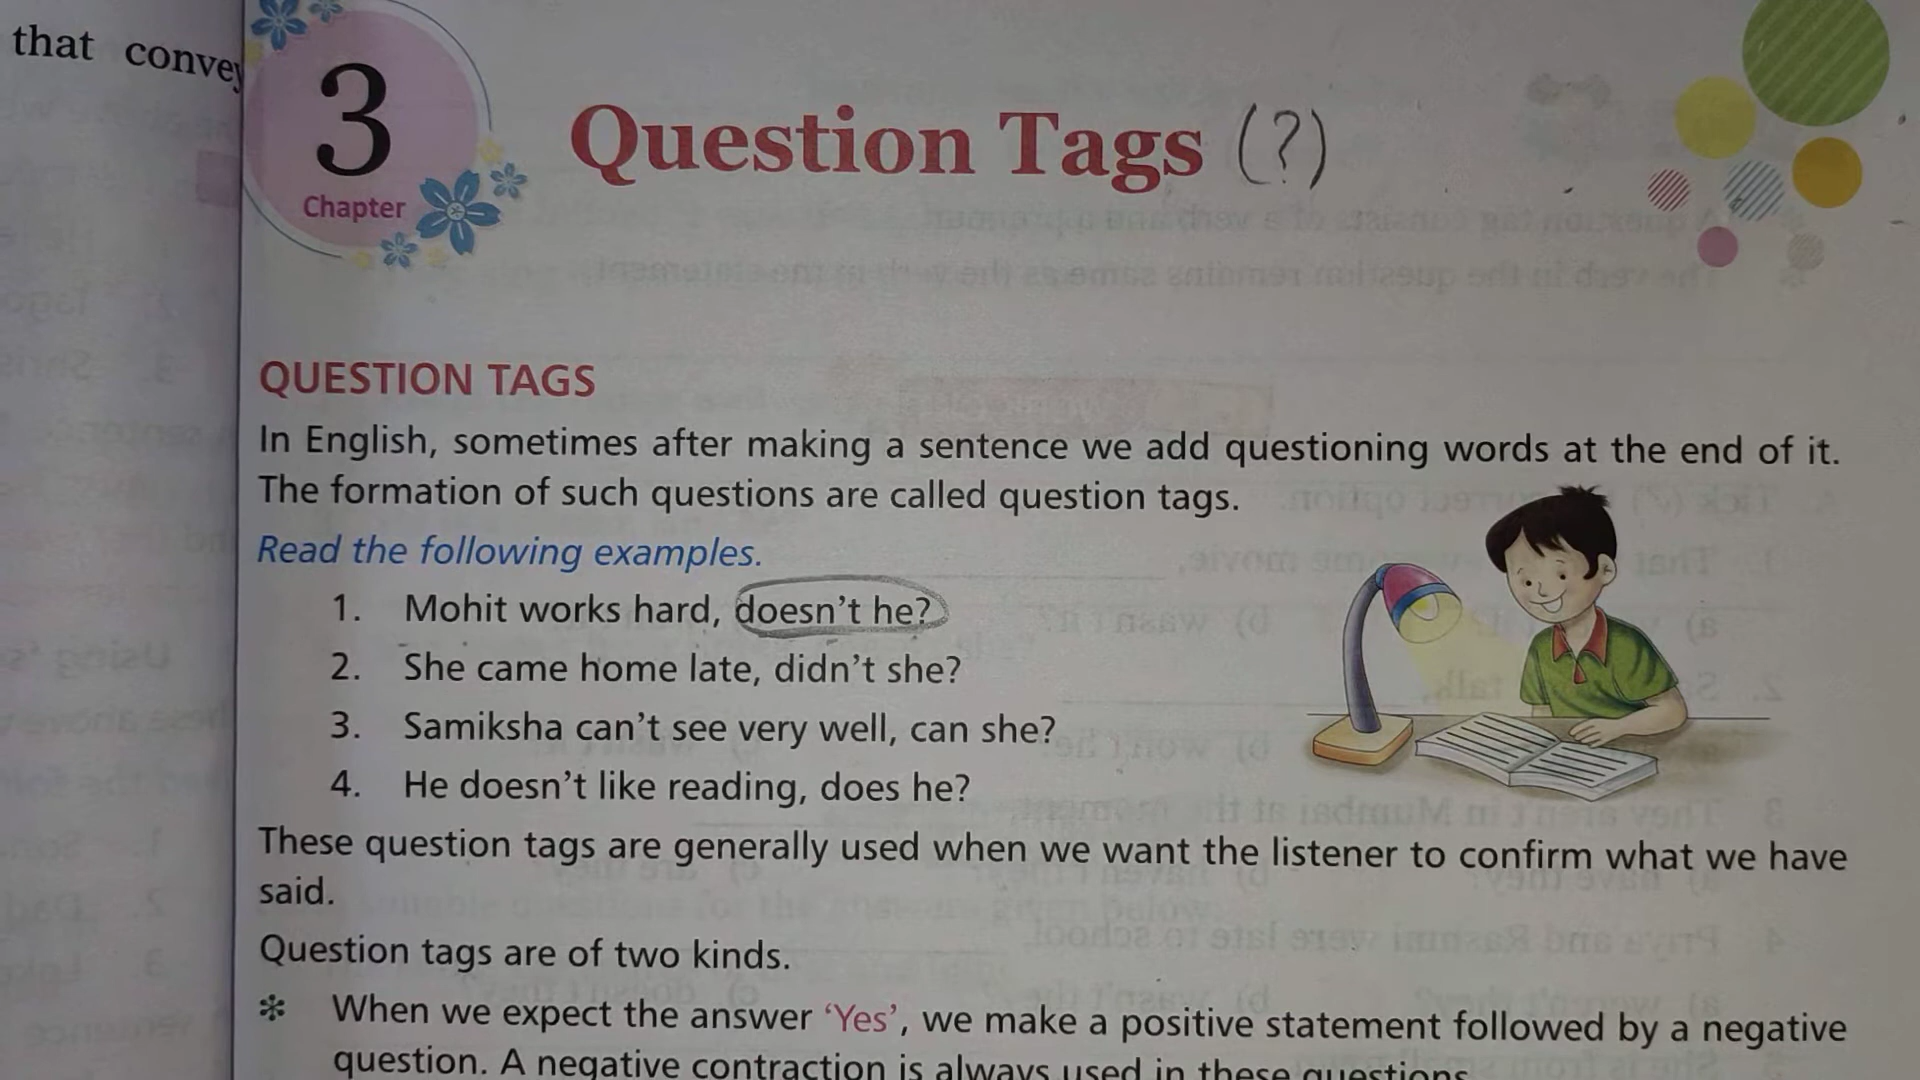 that convey
3
Chapter
Question Tags (?)
QUESTION TAGS
In English, sometimes after making a sentence we add questioning words at the end of it.
The formation of such questions are called question tags.
Read the following examples.
1. Mohit works hard, doesn't he?
2. She came home late, didn't she?
3. Samiksha can't see very well, can she?
4. He doesn't like reading, does he?
These question tags are generally used when we want the listener to confirm what we have
said.
Question tags are of two kinds.
* When we expect the answer ‘Yes’, we make a positive statement followed by a negative
question. A negative contraction is always used in these questions